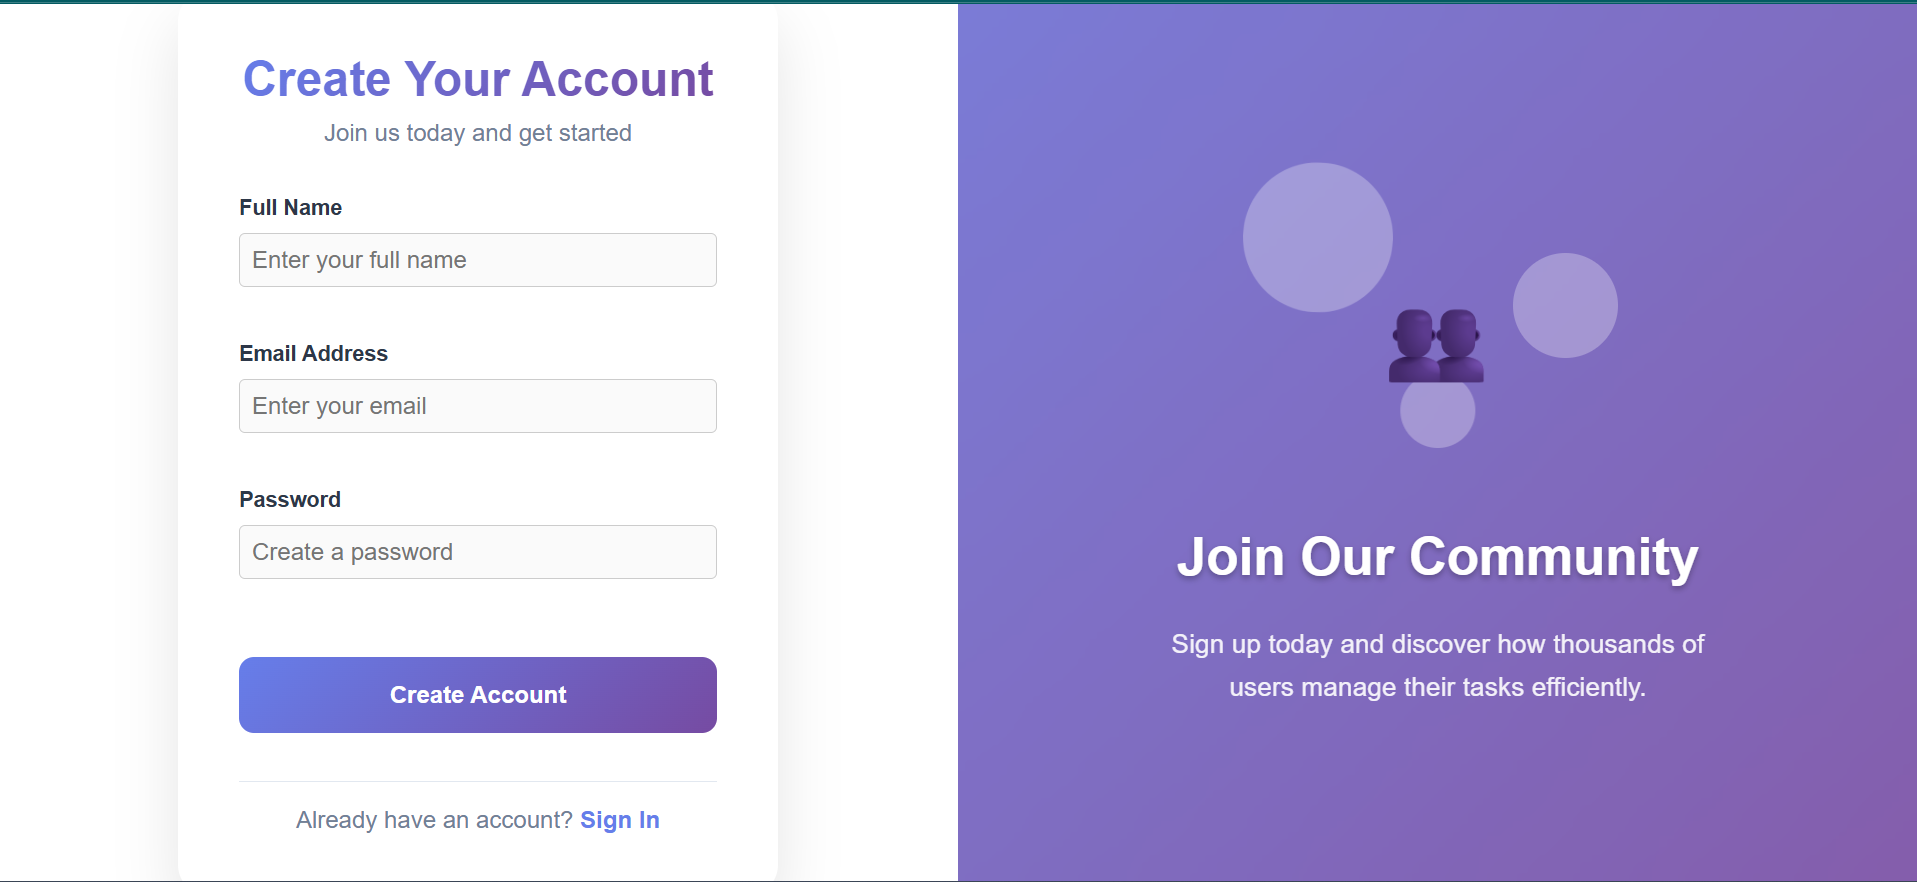 Create Your Account
Join us today and get started
Full Name
Enter your full name
Email Address
Enter your email
Password
Create a password
Create Account
Already have an account? Sign In
Join Our Community
Sign up today and discover how thousands of
users manage their tasks efficiently.